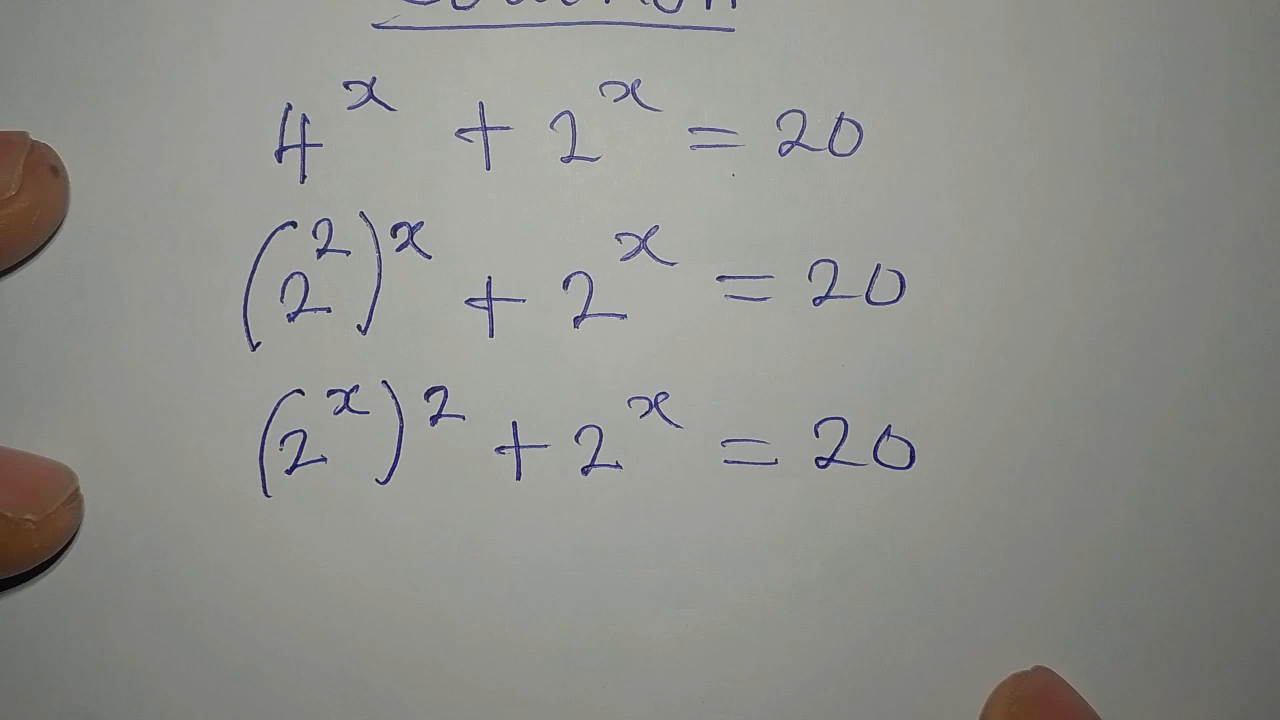 4^x + 2^x = 20
(2^2)^x + 2^x = 20
(2^x)^2 + 2^x = 20